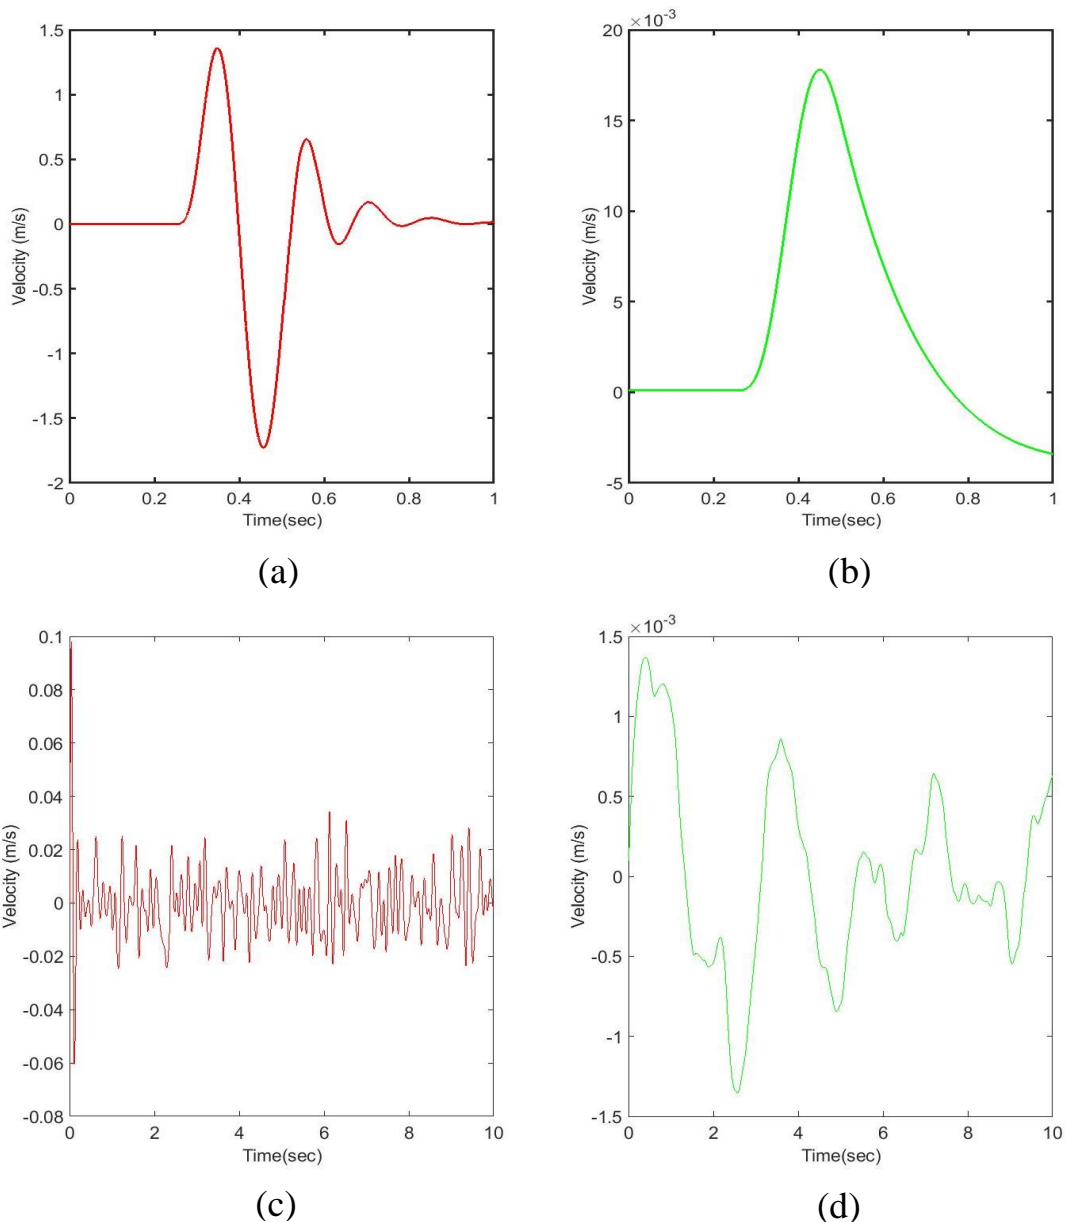 1.5
1
0.5
0
-0.5
-1
-1.5
-2
Velocity (m/s)
0 0.2 0.4 0.6 0.8 1
Time(sec)
(a)
×10-3
20
15
10
5
0
-5
Velocity (m/s)
0 0.2 0.4 0.6 0.8 1
Time(sec)
(b)
0.1
0.08
0.06
0.04
0.02
0
-0.02
-0.04
-0.06
-0.08
Velocity (m/s)
0 2 4 6 8 10
Time(sec)
(c)
×10-3
1.5
1
0.5
0
-0.5
-1
-1.5
Velocity (m/s)
0 2 4 6 8 10
Time(sec)
(d)